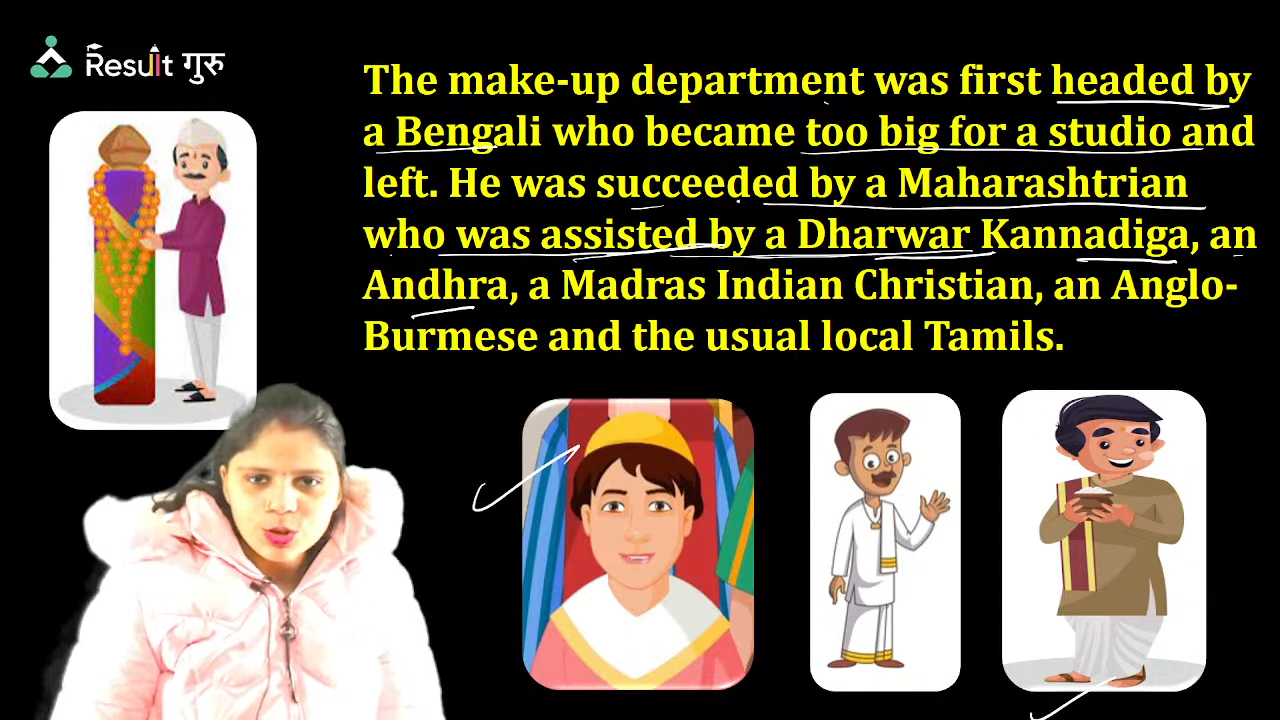 Result गुरु
The make-up department was first headed by
a Bengali who became too big for a studio and
left. He was succeeded by a Maharashtrian
who was assisted by a Dharwar Kannadiga, an
Andhra, a Madras Indian Christian, an Anglo-
Burmese and the usual local Tamils.